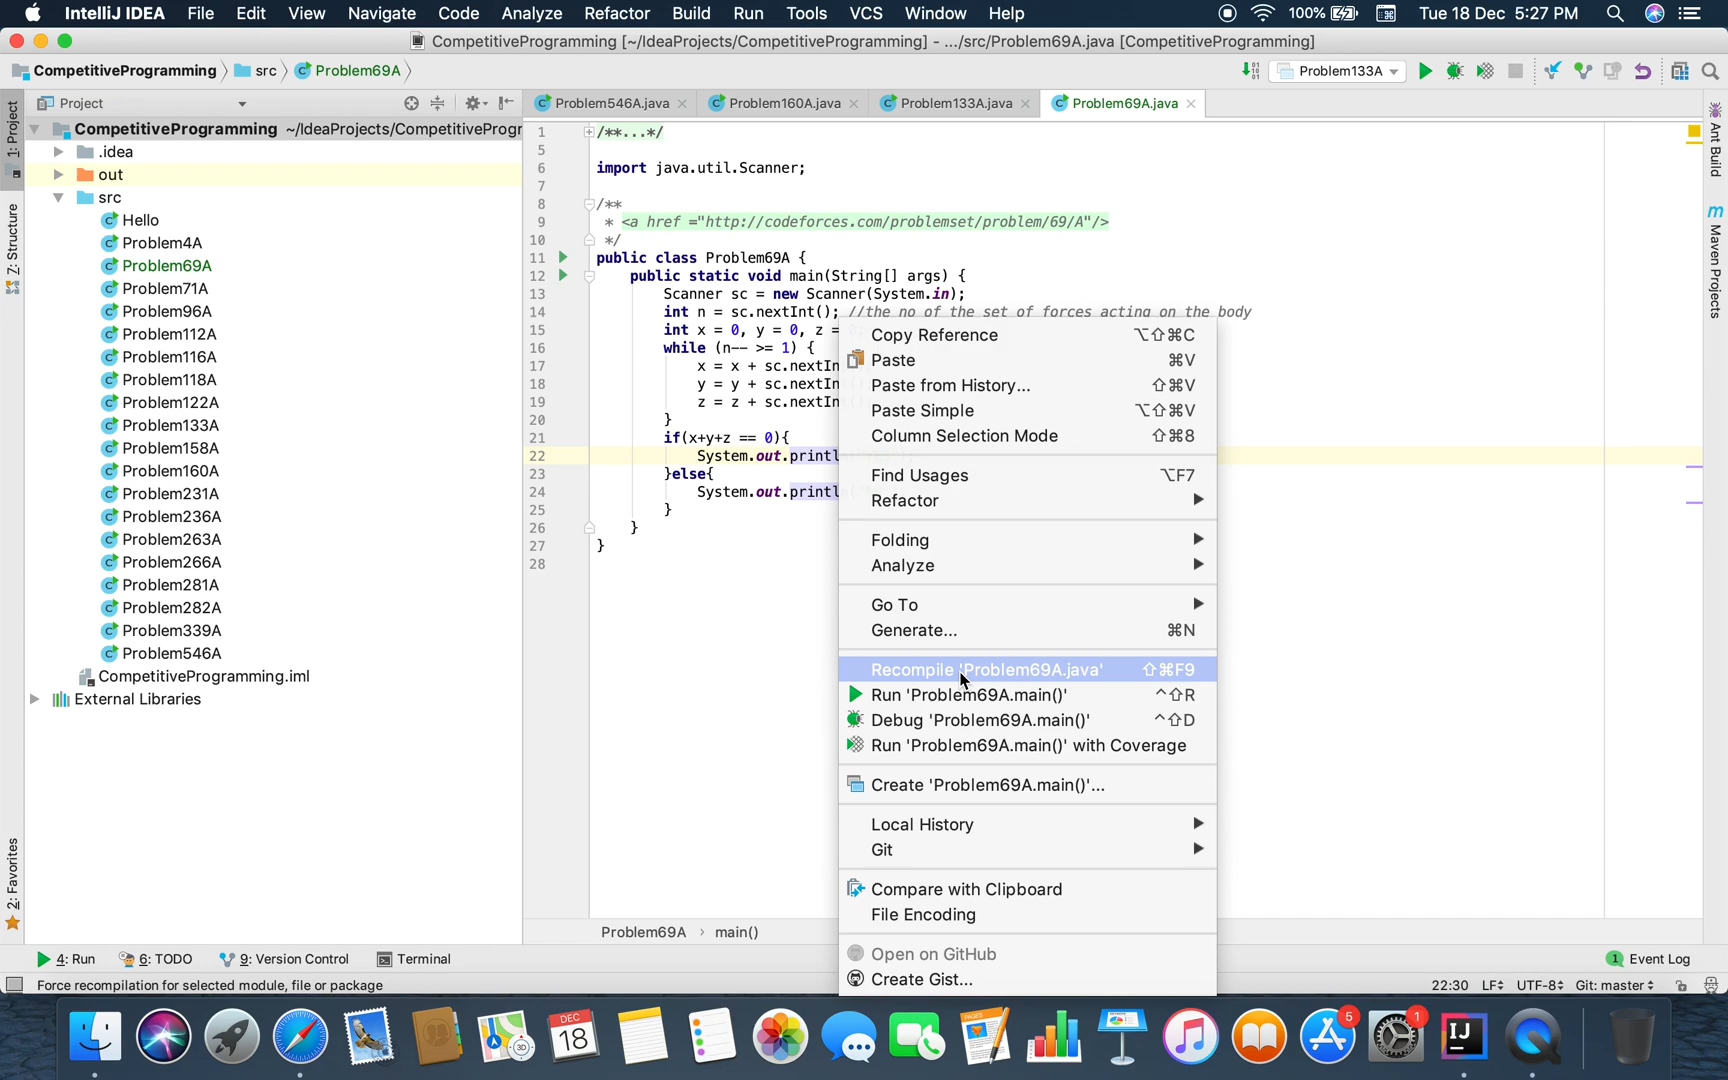 IntelliJ IDEA File Edit View Navigate Code Analyze Refactor Build Run Tools VCS Window Help 100% Tue 18 Dec 5:27 PM
CompetitiveProgramming [~/IdeaProjects/CompetitiveProgramming] - .../src/Problem69A.java [CompetitiveProgramming]
CompetitiveProgramming src Problem69A Problem133A
1: Project
Z: Structure
2: Favorites
Project
CompetitiveProgramming ~/IdeaProjects/CompetitiveProgr
.idea
out
src
Hello
Problem4A
Problem69A
Problem71A
Problem96A
Problem112A
Problem116A
Problem118A
Problem122A
Problem133A
Problem158A
Problem160A
Problem231A
Problem236A
Problem263A
Problem266A
Problem281A
Problem282A
Problem339A
Problem546A
CompetitiveProgramming.iml
External Libraries
Problem546A.java Problem160A.java Problem133A.java Problem69A.java
1 /**...*/
5
6 import java.util.Scanner;
7
8 /**
9 * <a href ="http://codeforces.com/problemset/problem/69/A"/>
10 */
11 public class Problem69A {
12 public static void main(String[] args) {
13 Scanner sc = new Scanner(System.in);
14 int n = sc.nextInt(); //the no of the set of forces acting on the body
15 int x = 0, y = 0, z =
16 while (n-- >= 1) {
17 x = x + sc.nextIn
18 y = y + sc.nextIn
19 z = z + sc.nextIn
20 }
21 if(x+y+z == 0){
22 System.out.println
23 }else{
24 System.out.println
25 }
26 }
27 }
28
Copy Reference ⌥⇧⌘C
Paste ⌘V
Paste from History... ⇧⌘V
Paste Simple ⌥⇧⌘V
Column Selection Mode ⇧⌘8
Find Usages ⌥F7
Refactor
Folding
Analyze
Go To
Generate... ⌘N
Recompile 'Problem69A.java' ⇧⌘F9
Run 'Problem69A.main()' ^⇧R
Debug 'Problem69A.main()' ^⇧D
Run 'Problem69A.main()' with Coverage
Create 'Problem69A.main()'...
Local History
Git
Compare with Clipboard
File Encoding
Open on GitHub
Create Gist...
Ant Build
Maven Projects
Problem69A › main()
4: Run 6: TODO 9: Version Control Terminal 1 Event Log
Force recompilation for selected module, file or package 22:30 LF UTF-8 Git: master
DEC
18
3D
5
1
IJ